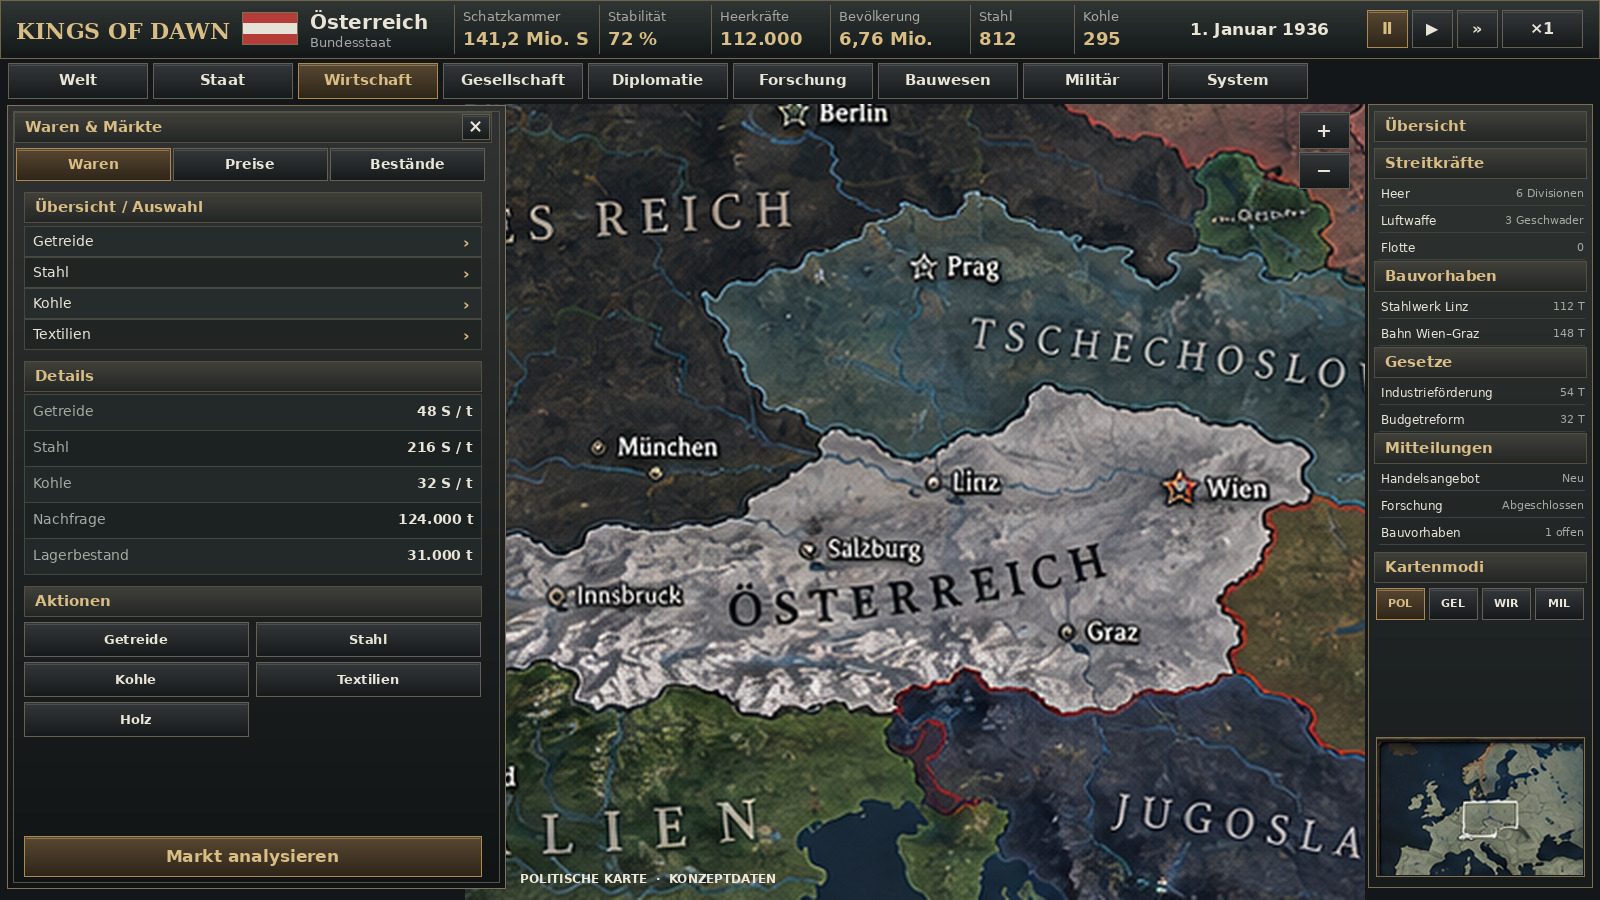 KINGS OF DAWN
Österreich
Bundesstaat
Schatzkammer
141,2 Mio. S
Stabilität
72 %
Heerkräfte
112.000
Bevölkerung
6,76 Mio.
Stahl
812
Kohle
295
1. Januar 1936
⏸
▶
»
×1
Welt
Staat
Wirtschaft
Gesellschaft
Diplomatie
Forschung
Bauwesen
Militär
System
Waren & Märkte
×
Waren
Preise
Bestände
Übersicht / Auswahl
Getreide ›
Stahl ›
Kohle ›
Textilien ›
Details
Getreide 48 S / t
Stahl 216 S / t
Kohle 32 S / t
Nachfrage 124.000 t
Lagerbestand 31.000 t
Aktionen
Getreide
Stahl
Kohle
Textilien
Holz
Markt analysieren
Berlin
ES REICH
Prag
TSCHECHOSLOV
München
Linz
Wien
Salzburg
ÖSTERREICH
Innsbruck
Graz
d
LIEN
JUGOSLA
POLITISCHE KARTE · KONZEPTDATEN
+
−
Übersicht
Streitkräfte
Heer 6 Divisionen
Luftwaffe 3 Geschwader
Flotte 0
Bauvorhaben
Stahlwerk Linz 112 T
Bahn Wien–Graz 148 T
Gesetze
Industrieförderung 54 T
Budgetreform 32 T
Mitteilungen
Handelsangebot Neu
Forschung Abgeschlossen
Bauvorhaben 1 offen
Kartenmodi
POL
GEL
WIR
MIL